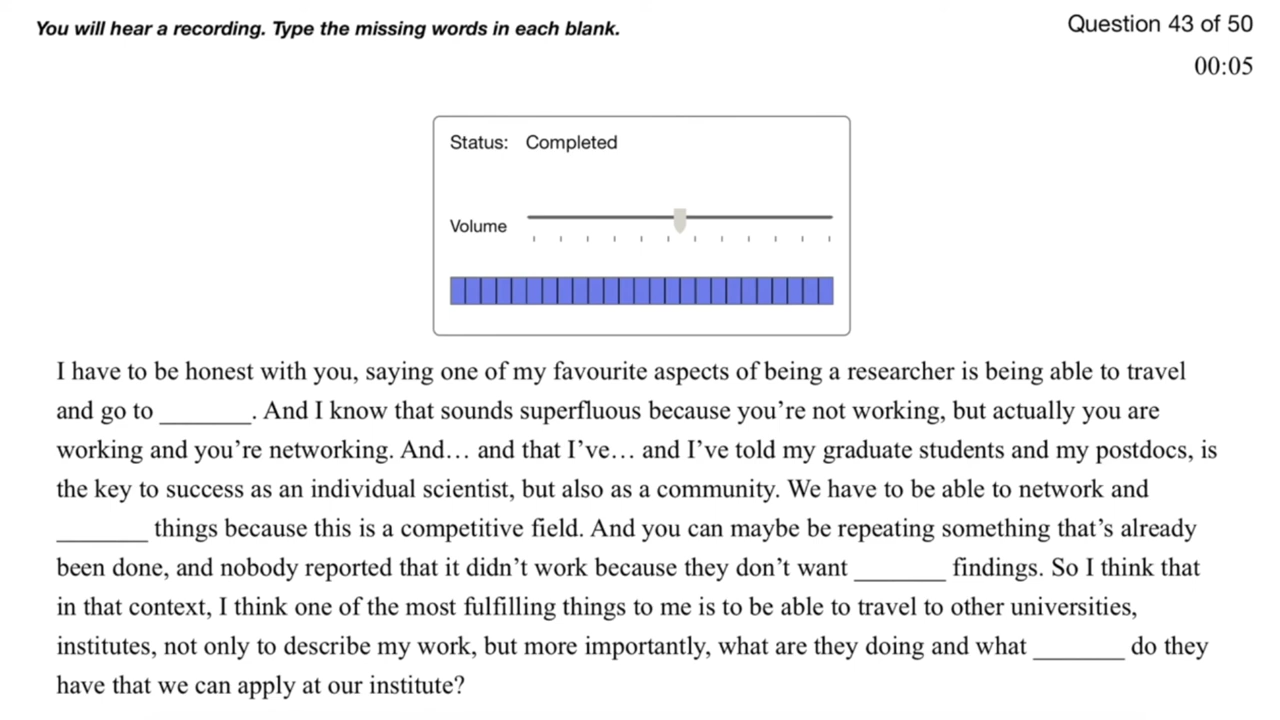 You will hear a recording. Type the missing words in each blank.
Question 43 of 50
00:05
Status: Completed
Volume
I have to be honest with you, saying one of my favourite aspects of being a researcher is being able to travel
and go to _______. And I know that sounds superfluous because you’re not working, but actually you are
working and you’re networking. And… and that I’ve… and I’ve told my graduate students and my postdocs, is
the key to success as an individual scientist, but also as a community. We have to be able to network and
_______ things because this is a competitive field. And you can maybe be repeating something that’s already
been done, and nobody reported that it didn’t work because they don’t want _______ findings. So I think that
in that context, I think one of the most fulfilling things to me is to be able to travel to other universities,
institutes, not only to describe my work, but more importantly, what are they doing and what _______ do they
have that we can apply at our institute?